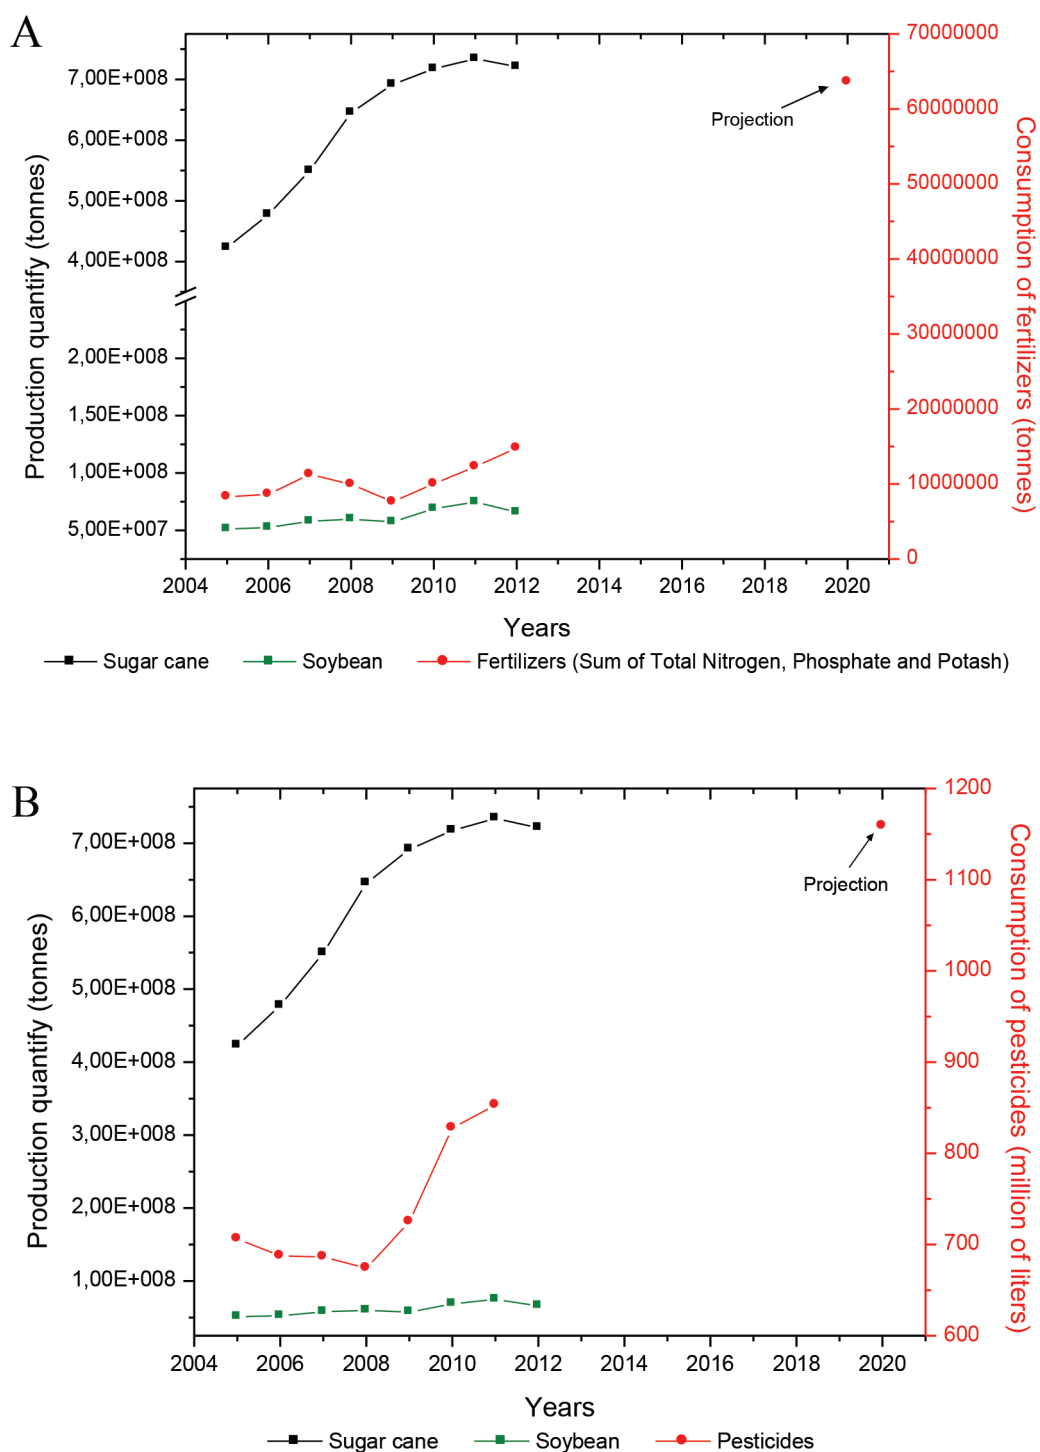 A
7,00E+008
6,00E+008
5,00E+008
4,00E+008
2,00E+008
1,50E+008
1,00E+008
5,00E+007
Production quantify (tonnes)
70000000
60000000
50000000
40000000
30000000
20000000
10000000
0
Consumption of fertilizers (tonnes)
Projection
2004 2006 2008 2010 2012 2014 2016 2018 2020
Years
Sugar cane Soybean Fertilizers (Sum of Total Nitrogen, Phosphate and Potash)
B
7,00E+008
6,00E+008
5,00E+008
4,00E+008
3,00E+008
2,00E+008
1,00E+008
Production quantify (tonnes)
1200
1100
1000
900
800
700
600
Consumption of pesticides (million of liters)
Projection
2004 2006 2008 2010 2012 2014 2016 2018 2020
Years
Sugar cane Soybean Pesticides